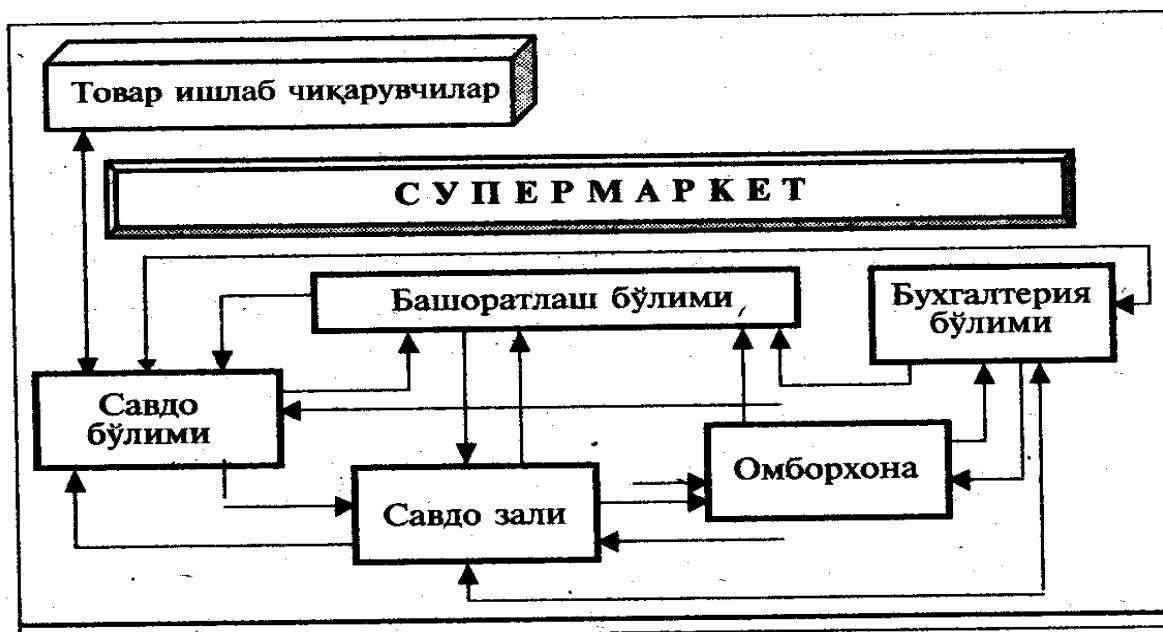 Товар ишлаб чиқарувчилар
СУПЕРМАРКЕТ
Башоратлаш бўлими
Бухгалтерия
бўлими
Савдо
бўлими
Омборхона
Савдо зали